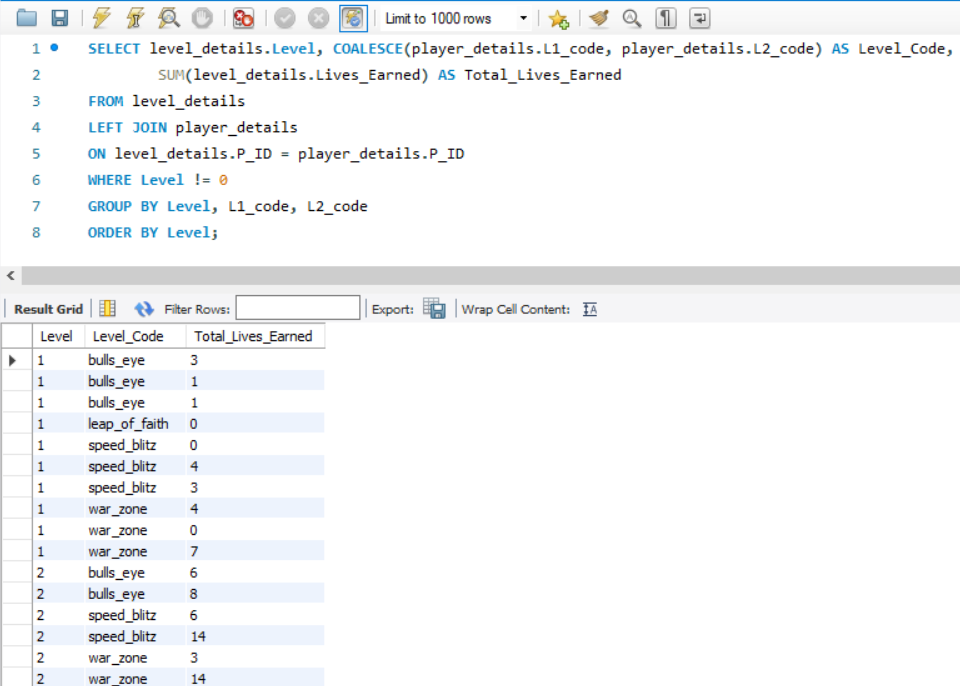 Limit to 1000 rows
1 SELECT level_details.Level, COALESCE(player_details.L1_code, player_details.L2_code) AS Level_Code,
2 SUM(level_details.Lives_Earned) AS Total_Lives_Earned
3 FROM level_details
4 LEFT JOIN player_details
5 ON level_details.P_ID = player_details.P_ID
6 WHERE Level != 0
7 GROUP BY Level, L1_code, L2_code
8 ORDER BY Level;
Result Grid Filter Rows: Export: Wrap Cell Content:
Level Level_Code Total_Lives_Earned
1 bulls_eye 3
1 bulls_eye 1
1 bulls_eye 1
1 leap_of_faith 0
1 speed_blitz 0
1 speed_blitz 4
1 speed_blitz 3
1 war_zone 4
1 war_zone 0
1 war_zone 7
2 bulls_eye 6
2 bulls_eye 8
2 speed_blitz 6
2 speed_blitz 14
2 war_zone 3
2 war_zone 14